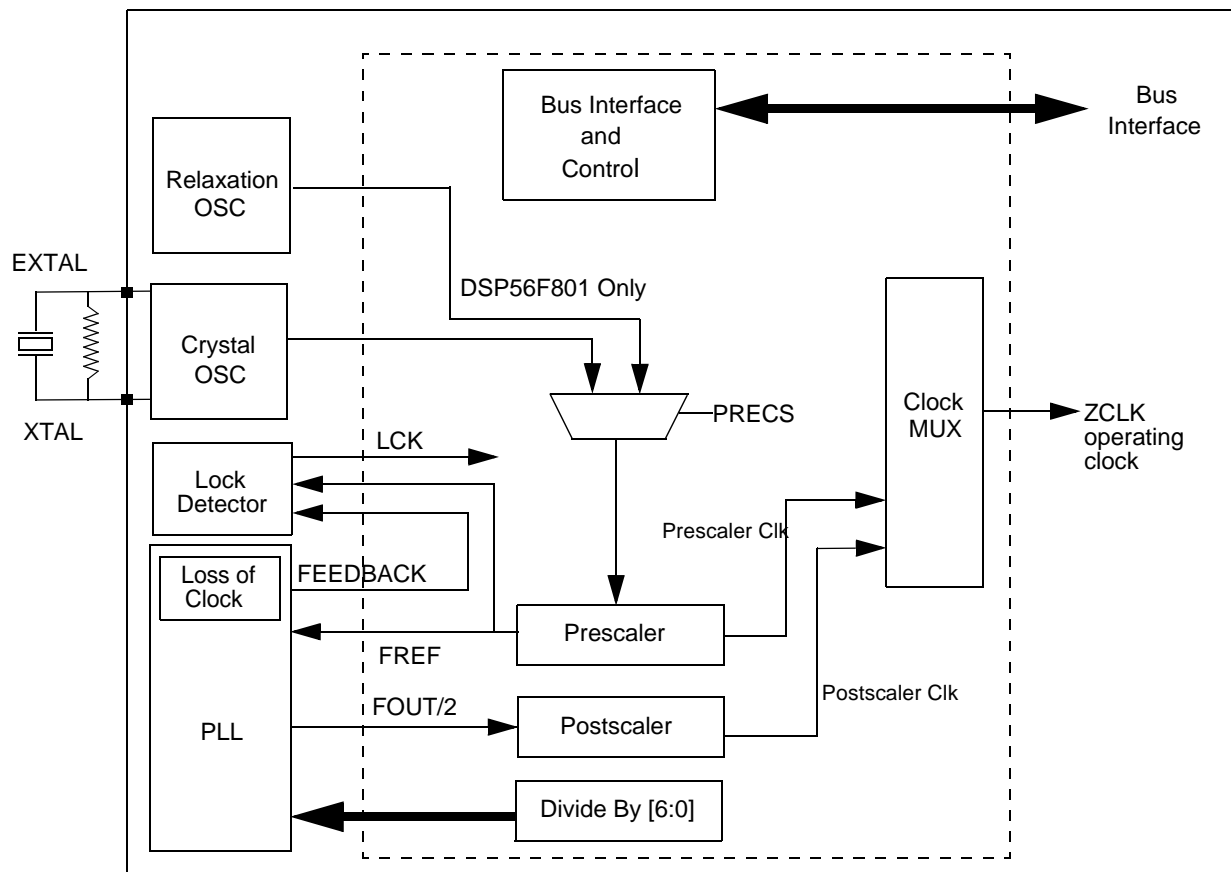 Bus Interface
and
Control
Bus
Interface
Relaxation
OSC
EXTAL
DSP56F801 Only
Crystal
OSC
XTAL
PRECS
Clock
MUX
ZCLK
operating
clock
LCK
Lock
Detector
Prescaler Clk
Loss of
Clock
FEEDBACK
Prescaler
FREF
Postscaler Clk
FOUT/2
PLL
Postscaler
Divide By [6:0]